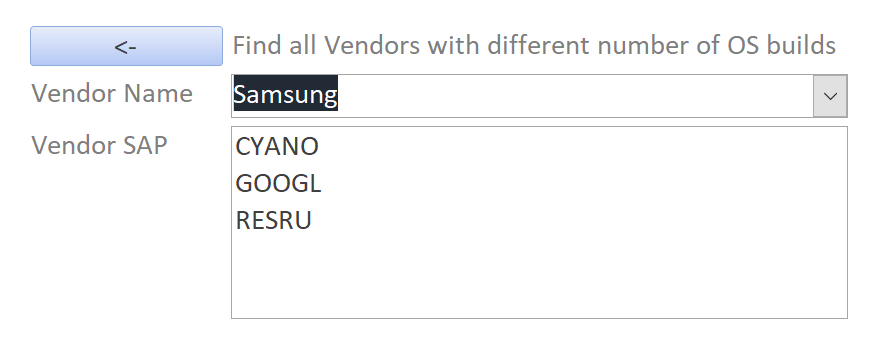 <- Find all Vendors with different number of OS builds
Vendor Name Samsung
Vendor SAP CYANO
GOOGL
RESRU